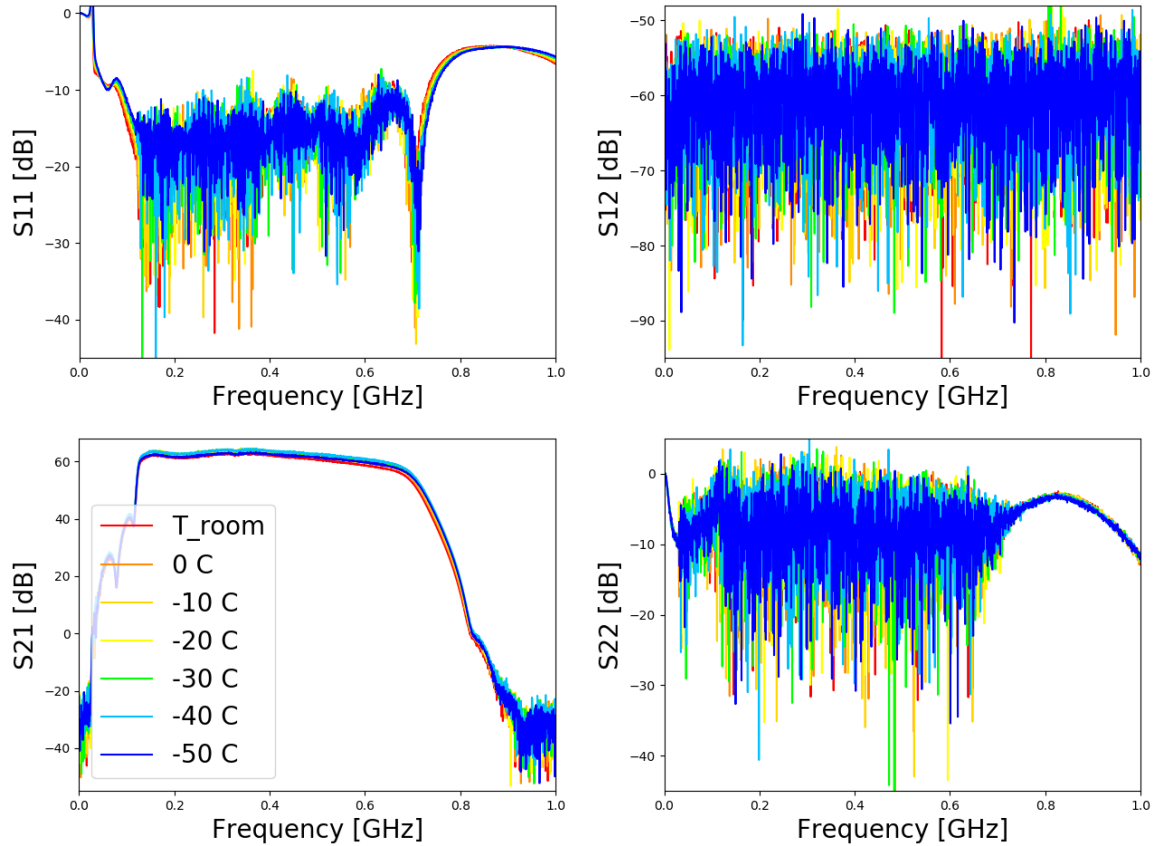 0
−10
−20
−30
−40
S11 [dB]
0.0 0.2 0.4 0.6 0.8 1.0
Frequency [GHz]
−50
−60
−70
−80
−90
S12 [dB]
0.0 0.2 0.4 0.6 0.8 1.0
Frequency [GHz]
60
40
20
0
−20
−40
S21 [dB]
T_room
0 C
-10 C
-20 C
-30 C
-40 C
-50 C
0.0 0.2 0.4 0.6 0.8 1.0
Frequency [GHz]
0
−10
−20
−30
−40
S22 [dB]
0.0 0.2 0.4 0.6 0.8 1.0
Frequency [GHz]